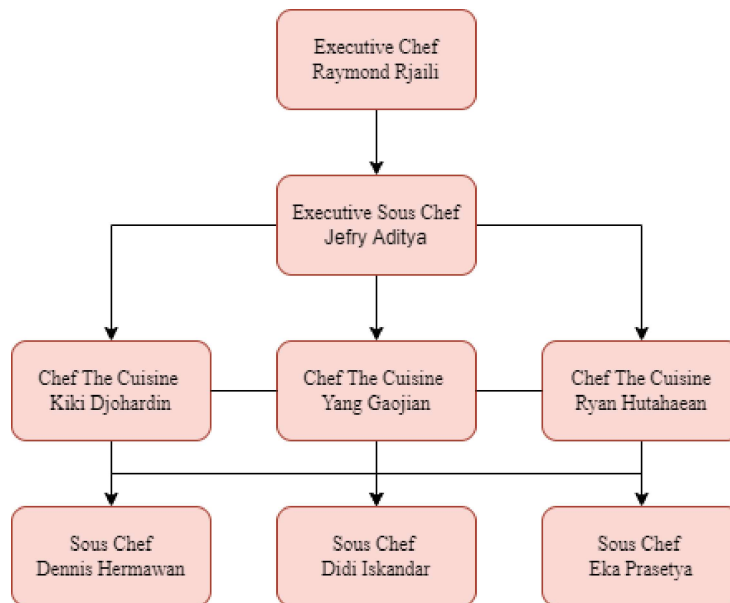 Executive Chef
Raymond Rjaili
Executive Sous Chef
Jefry Aditya
Chef The Cuisine
Kiki Djohardin
Chef The Cuisine
Yang Gaojian
Chef The Cuisine
Ryan Hutahaean
Sous Chef
Dennis Hermawan
Sous Chef
Didi Iskandar
Sous Chef
Eka Prasetya